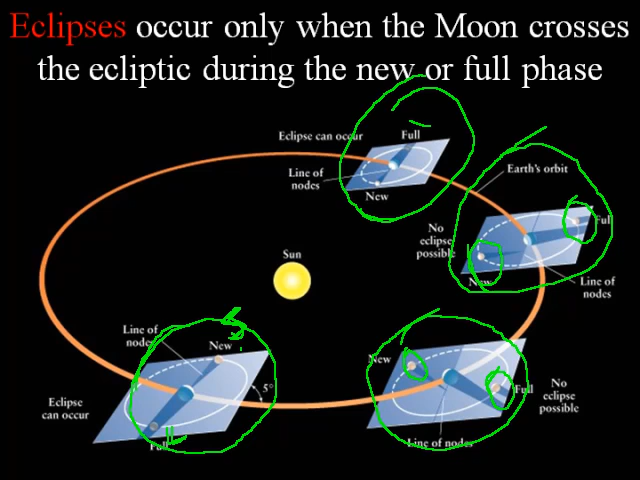 Eclipses occur only when the Moon crosses
the ecliptic during the new or full phase
Eclipse can occur
Full
Line of
nodes
New
Earth's orbit
No
eclipse
possible
Full
New
Line of
nodes
Sun
Line of
nodes
New
5°
Eclipse
can occur
Full
New
Full
No
eclipse
possible
Line of nodes